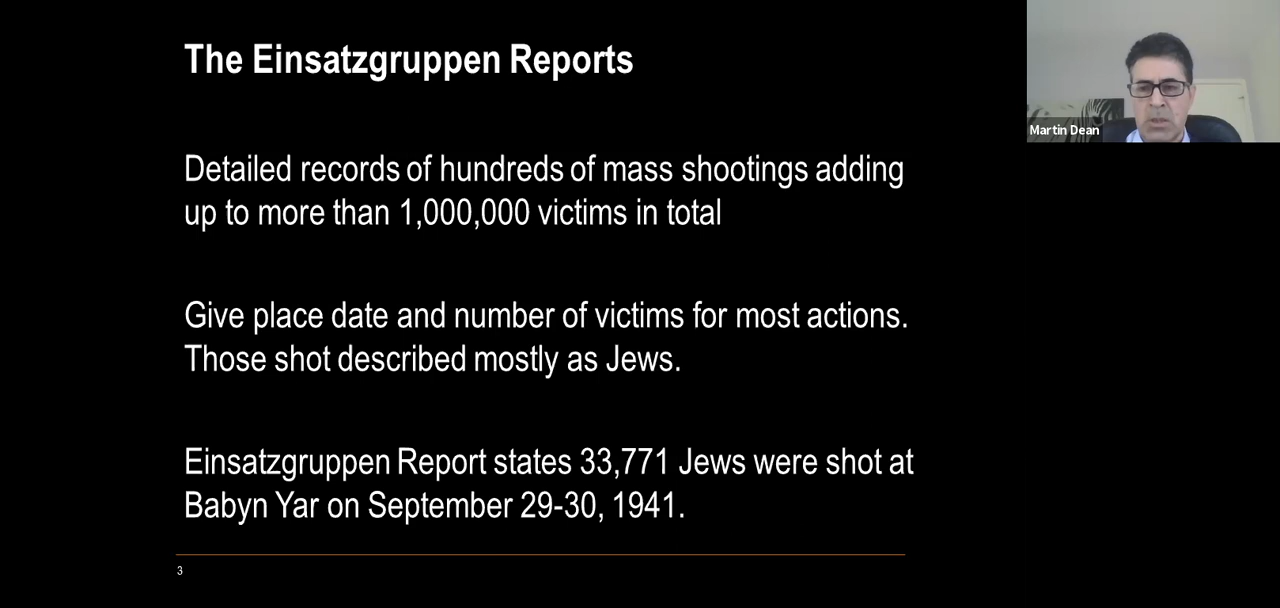 The Einsatzgruppen Reports
Martin Dean
Detailed records of hundreds of mass shootings adding
up to more than 1,000,000 victims in total
Give place date and number of victims for most actions.
Those shot described mostly as Jews.
Einsatzgruppen Report states 33,771 Jews were shot at
Babyn Yar on September 29-30, 1941.
3